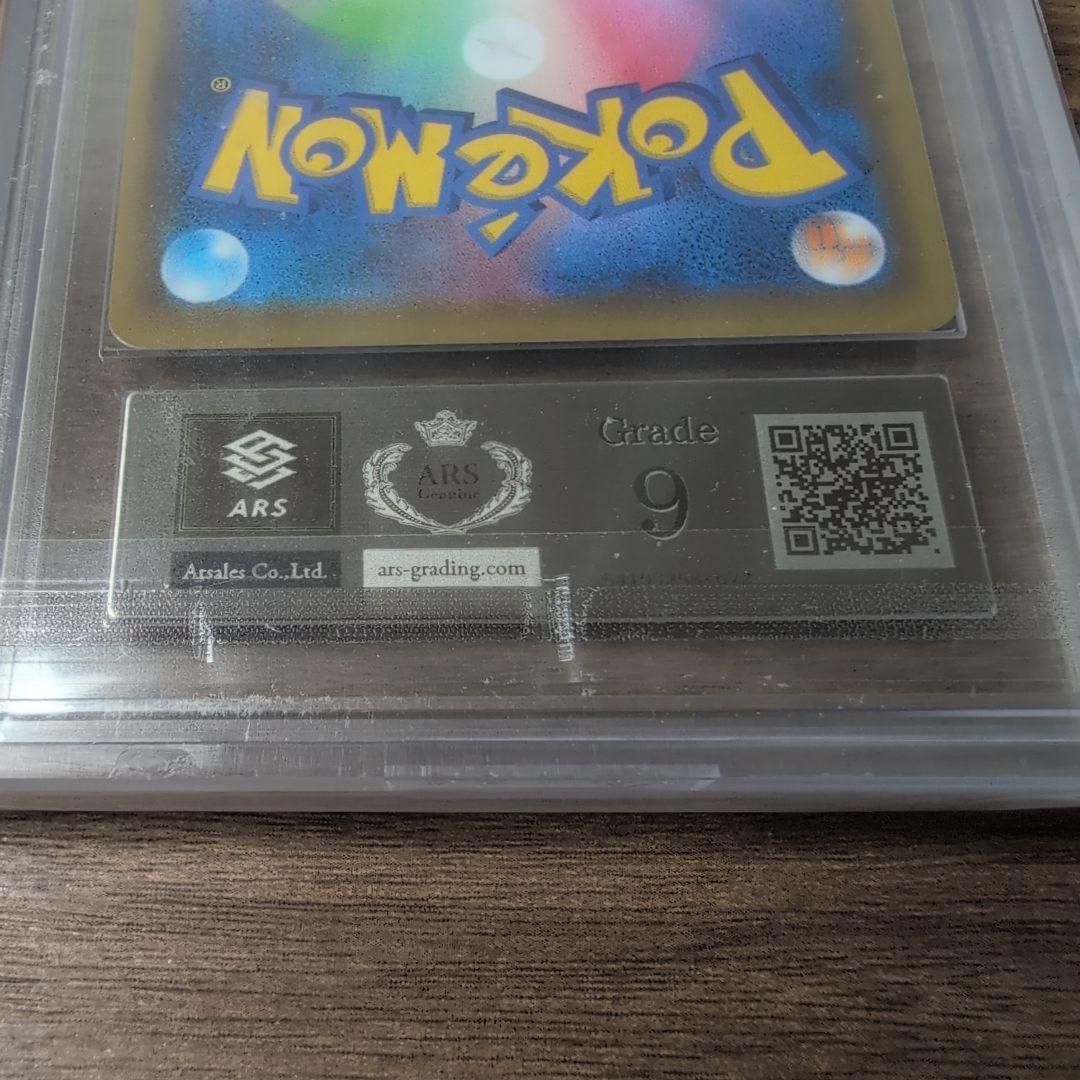 POKéMON
®
ARS
ARS
Genuine
Grade
9
Arsales Co.,Ltd.
ars-grading.com